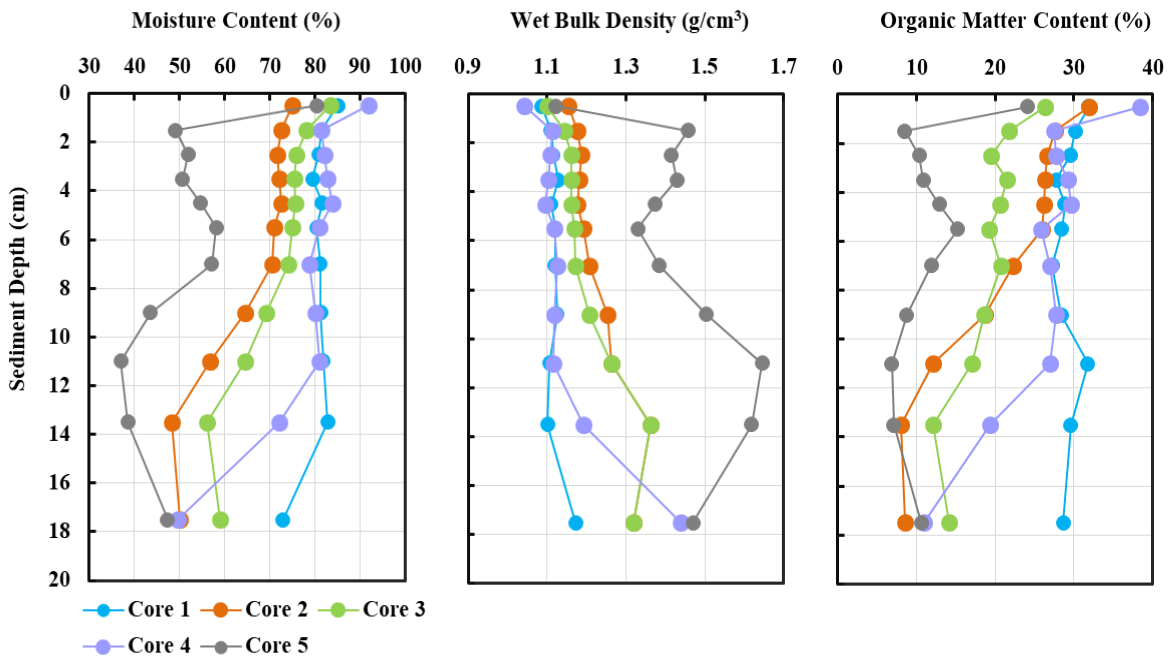 Moisture Content (%)
Wet Bulk Density (g/cm³)
Organic Matter Content (%)
30 40 50 60 70 80 90 100
0.9 1.1 1.3 1.5 1.7
0 10 20 30 40
Sediment Depth (cm)
0
2
4
6
8
10
12
14
16
18
20
Core 1 Core 2 Core 3
Core 4 Core 5